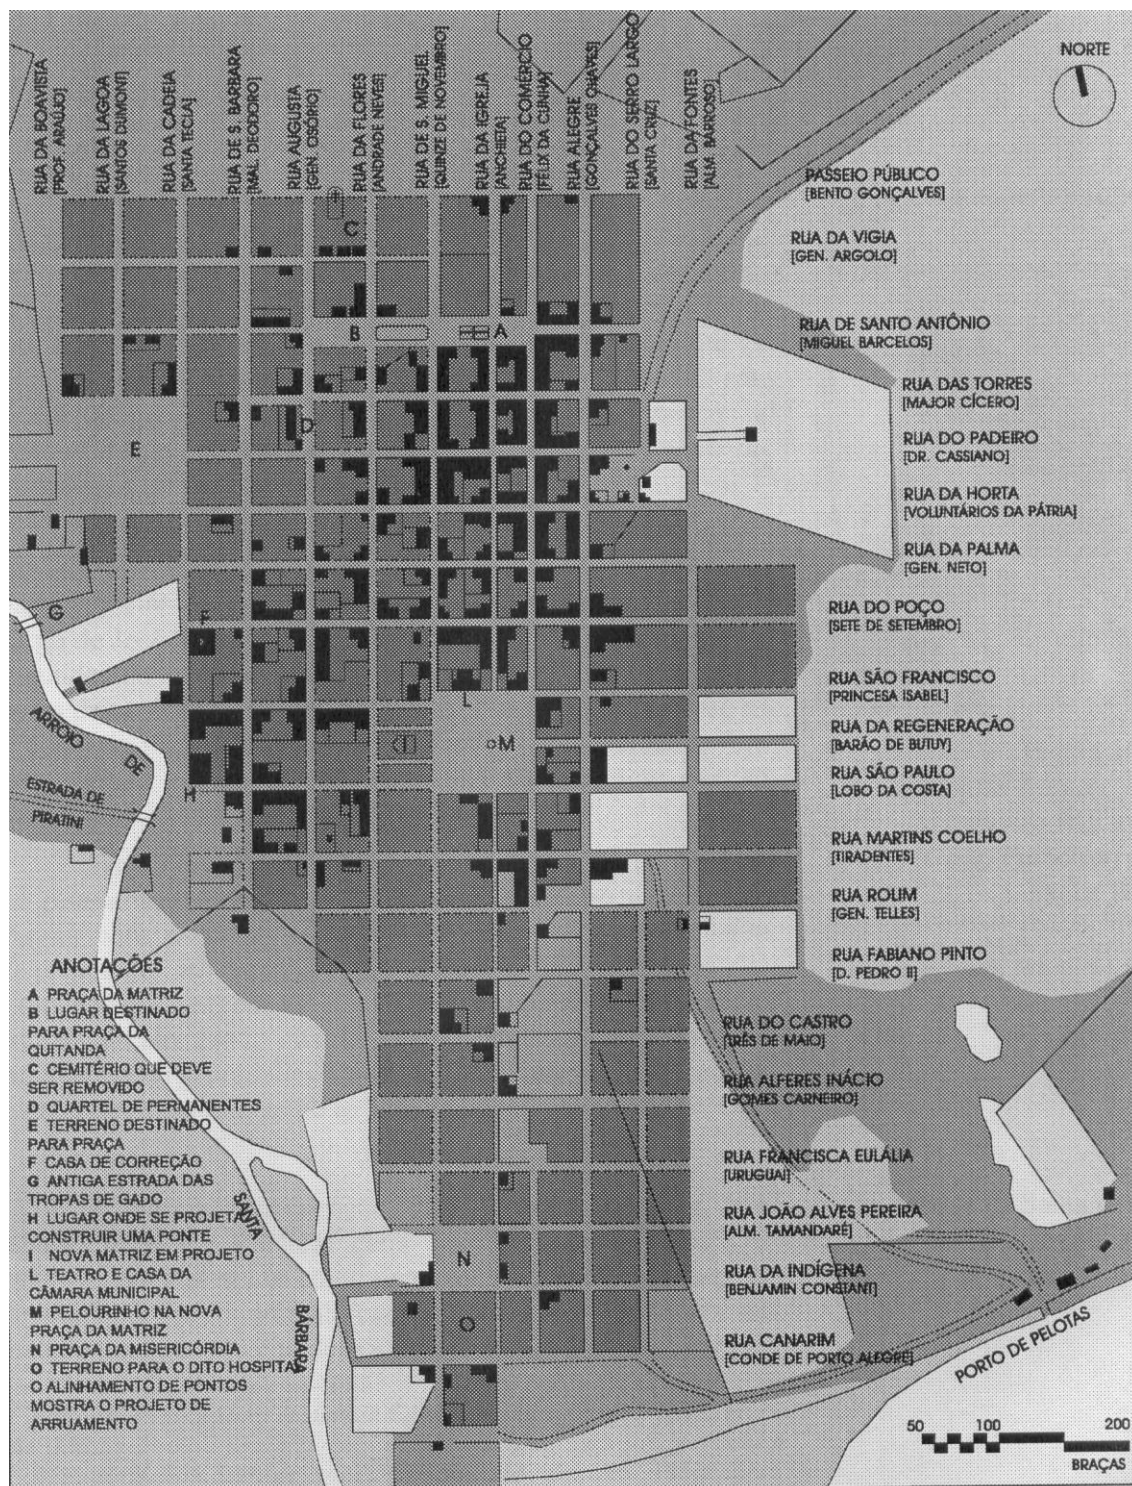 RUA DA BOAVISTA
[PROF. ARAÚJO]
RUA DA LAGOA
[SANTOS DUMONT]
RUA DA CADEIA
[SANTA TECLA]
RUA DE S. BARBARA
[MAL. DEODORO]
RUA AUGUSTA
[GEN. OSÓRIO]
RUA DA FLORES
[ANDRADE NEVES]
RUA DE S. MIGUEL
[QUINZE DE NOVEMBRO]
RUA DA IGREJA
[ANCHIETA]
RUA DO COMÉRCIO
[FÉLIX DA CUNHA]
RUA ALEGRE
[GONÇALVES CHAVES]
RUA DO SERRO LARGO
[SANTA CRUZ]
RUA DA FONTES
[ALM. BARROSO]
NORTE
PASSEIO PÚBLICO
[BENTO GONÇALVES]
RUA DA VIGIA
[GEN. ARGOLO]
RUA DE SANTO ANTÔNIO
[MIGUEL BARCELOS]
RUA DAS TORRES
[MAJOR CÍCERO]
RUA DO PADEIRO
[DR. CASSIANO]
RUA DA HORTA
[VOLUNTÁRIOS DA PÁTRIA]
RUA DA PALMA
[GEN. NETO]
RUA DO POÇO
[SETE DE SETEMBRO]
RUA SÃO FRANCISCO
[PRINCESA ISABEL]
RUA DA REGENERAÇÃO
[BARÃO DE BUTUY]
RUA SÃO PAULO
[LOBO DA COSTA]
RUA MARTINS COELHO
[TIRADENTES]
RUA ROLIM
[GEN. TELLES]
RUA FABIANO PINTO
[D. PEDRO II]
RUA DO CASTRO
[TRÊS DE MAIO]
RUA ALFERES INÁCIO
[GOMES CARNEIRO]
RUA FRANCISCA EULÁLIA
[URUGUAI]
RUA JOÃO ALVES PEREIRA
[ALM. TAMANDARÉ]
RUA DA INDÍGENA
[BENJAMIN CONSTANT]
RUA CANARIM
[CONDE DE PORTO ALEGRE]
C
B
A
D
E
G
F
L
I
M
H
N
O
ARROIO
DE
SANTA
BÁRBARA
ESTRADA DE
PIRATINI
PORTO DE PELOTAS
ANOTAÇÕES
A PRAÇA DA MATRIZ
B LUGAR DESTINADO
PARA PRAÇA DA
QUITANDA
C CEMITÉRIO QUE DEVE
SER REMOVIDO
D QUARTEL DE PERMANENTES
E TERRENO DESTINADO
PARA PRAÇA
F CASA DE CORREÇÃO
G ANTIGA ESTRADA DAS
TROPAS DE GADO
H LUGAR ONDE SE PROJETA
CONSTRUIR UMA PONTE
I NOVA MATRIZ EM PROJETO
L TEATRO E CASA DA
CÂMARA MUNICIPAL
M PELOURINHO NA NOVA
PRAÇA DA MATRIZ
N PRAÇA DA MISERICÓRDIA
O TERRENO PARA O DITO HOSPITAL
O ALINHAMENTO DE PONTOS
MOSTRA O PROJETO DE
ARRUAMENTO
50 100 200
BRAÇAS